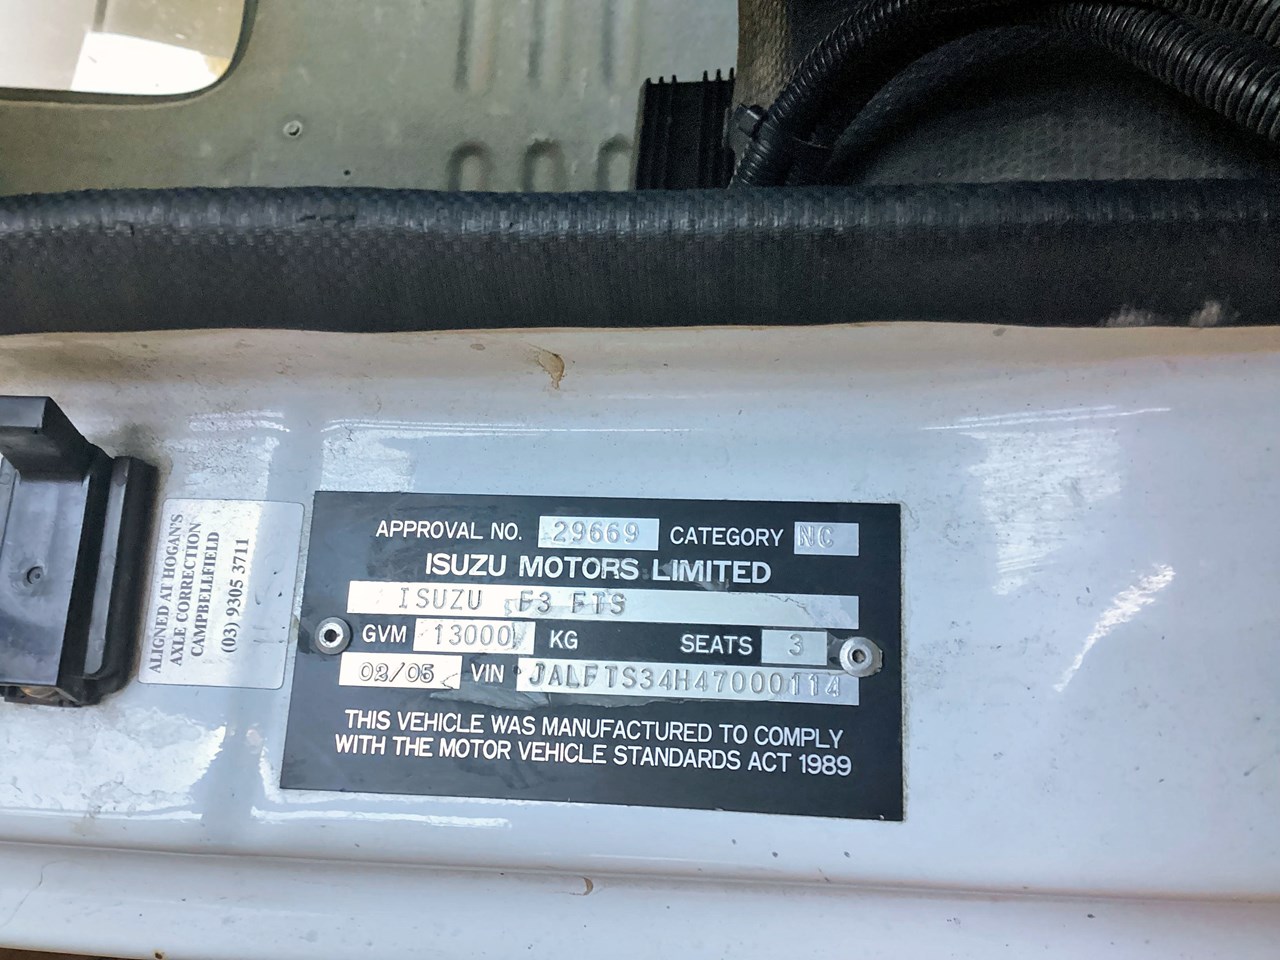 ALIGNED AT HOGAN'S
AXLE CORRECTION
CAMPBELLFIELD
(03) 9305 3711
APPROVAL NO. 29669 CATEGORY NC
ISUZU MOTORS LIMITED
ISUZU F3 FTS
GVM 13000 KG SEATS 3
02/05 VIN JALFTS34H47000114
THIS VEHICLE WAS MANUFACTURED TO COMPLY
WITH THE MOTOR VEHICLE STANDARDS ACT 1989